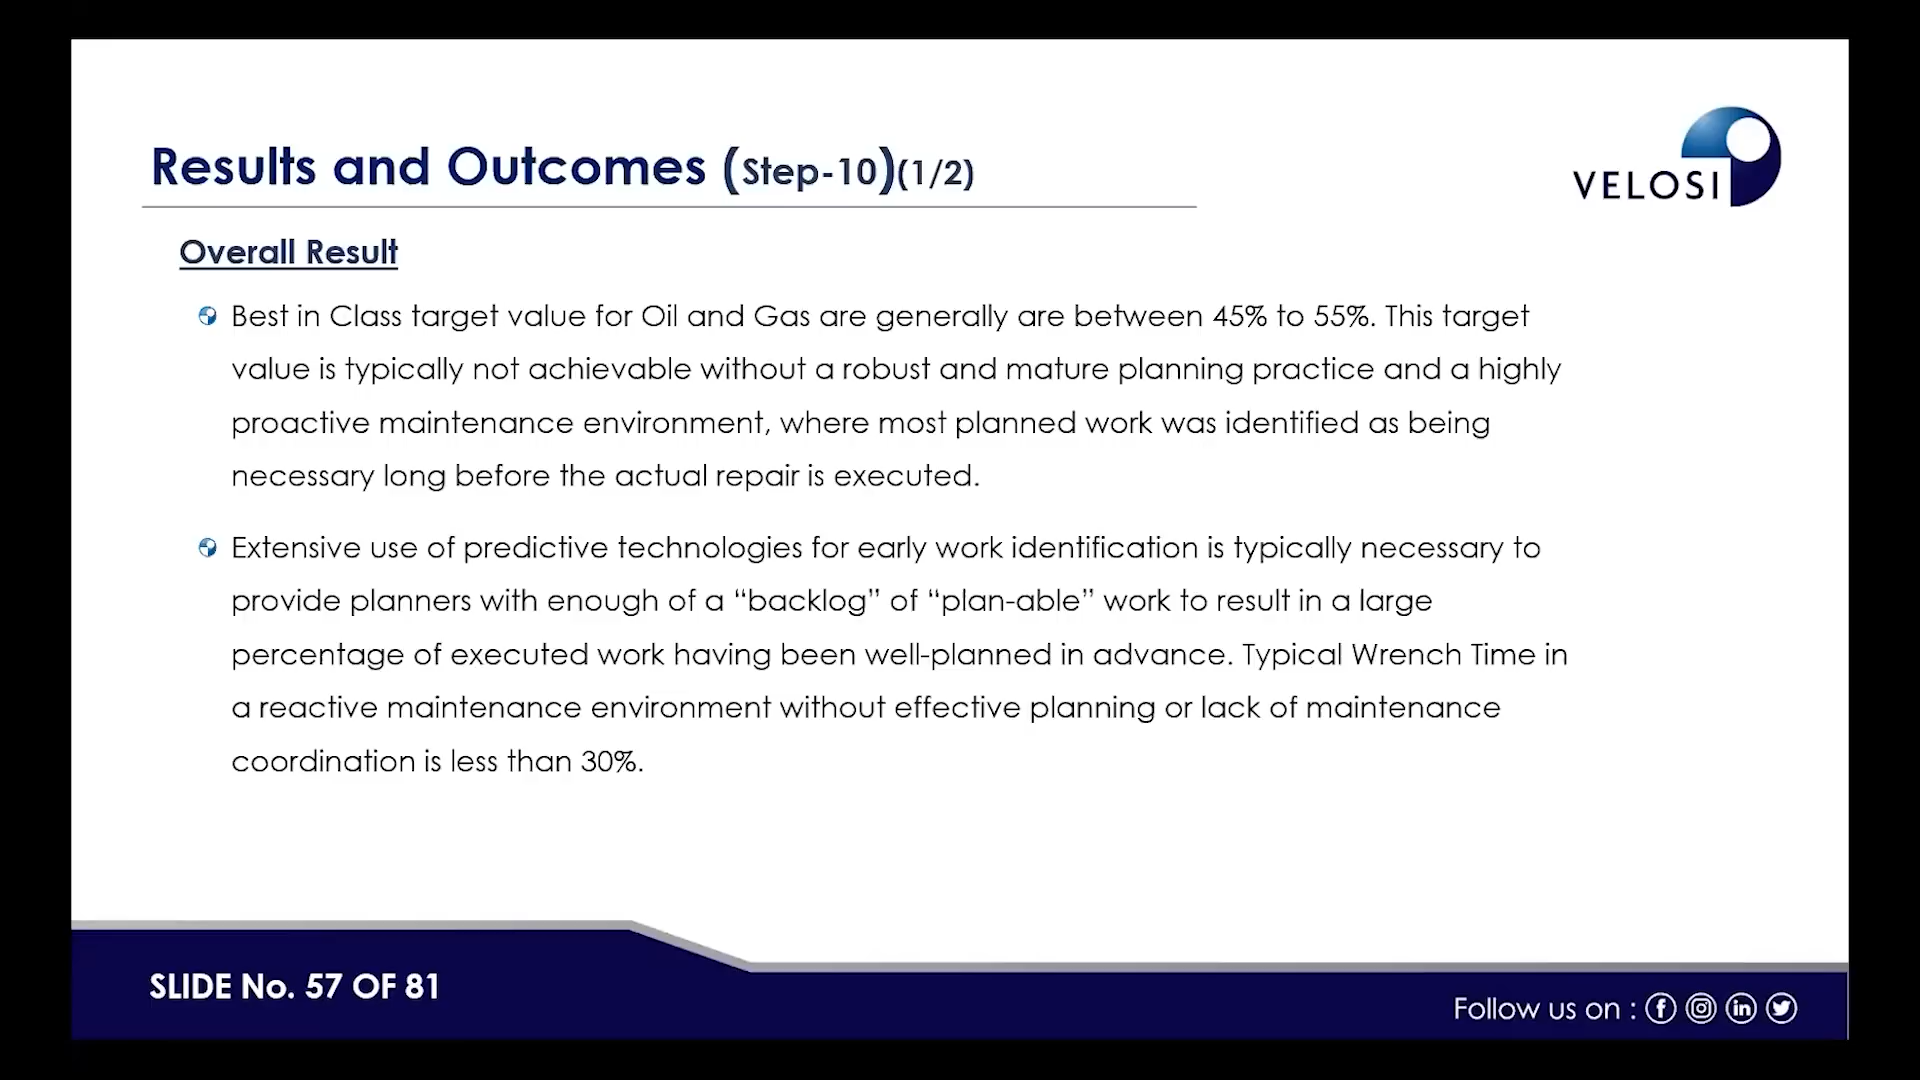 Results and Outcomes (Step-10)(1/2)
VELOSI
Overall Result
Best in Class target value for Oil and Gas are generally are between 45% to 55%. This target
value is typically not achievable without a robust and mature planning practice and a highly
proactive maintenance environment, where most planned work was identified as being
necessary long before the actual repair is executed.
Extensive use of predictive technologies for early work identification is typically necessary to
provide planners with enough of a “backlog” of “plan-able” work to result in a large
percentage of executed work having been well-planned in advance. Typical Wrench Time in
a reactive maintenance environment without effective planning or lack of maintenance
coordination is less than 30%.
SLIDE No. 57 OF 81
Follow us on :